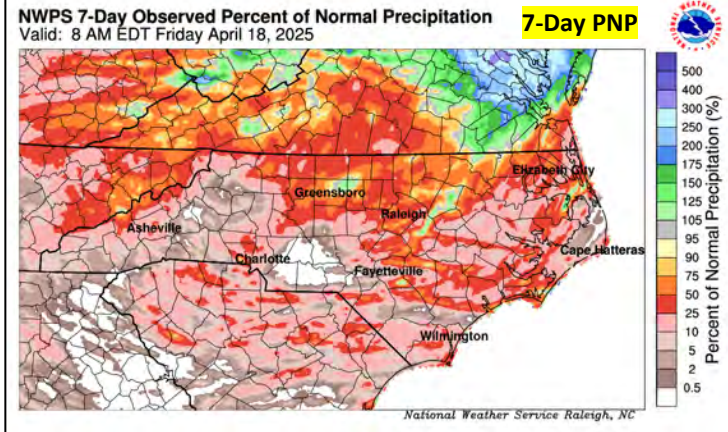 NWPS 7-Day Observed Percent of Normal Precipitation
Valid: 8 AM EDT Friday April 18, 2025
7-Day PNP
NATIONAL WEATHER SERVICE
Elizabeth City
Greensboro
Raleigh
Asheville
Cape Hatteras
Charlotte
Fayetteville
Wilmington
National Weather Service Raleigh, NC
500
400
300
250
200
175
150
125
105
95
90
75
50
25
10
5
2
0.5
Percent of Normal Precipitation (%)